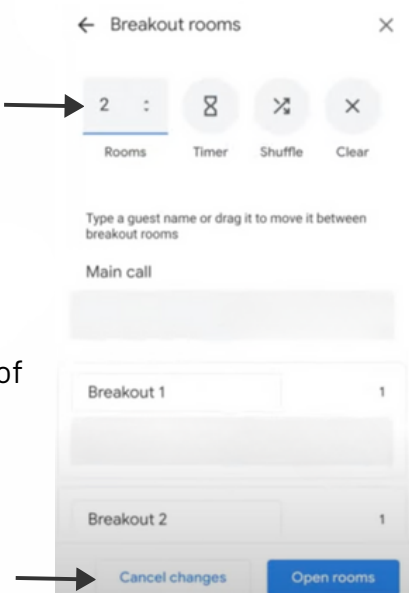 Breakout rooms
2
Rooms Timer Shuffle Clear
Type a guest name or drag it to move it between
breakout rooms
Main call
of
Breakout 1 1
Breakout 2 1
Cancel changes Open rooms